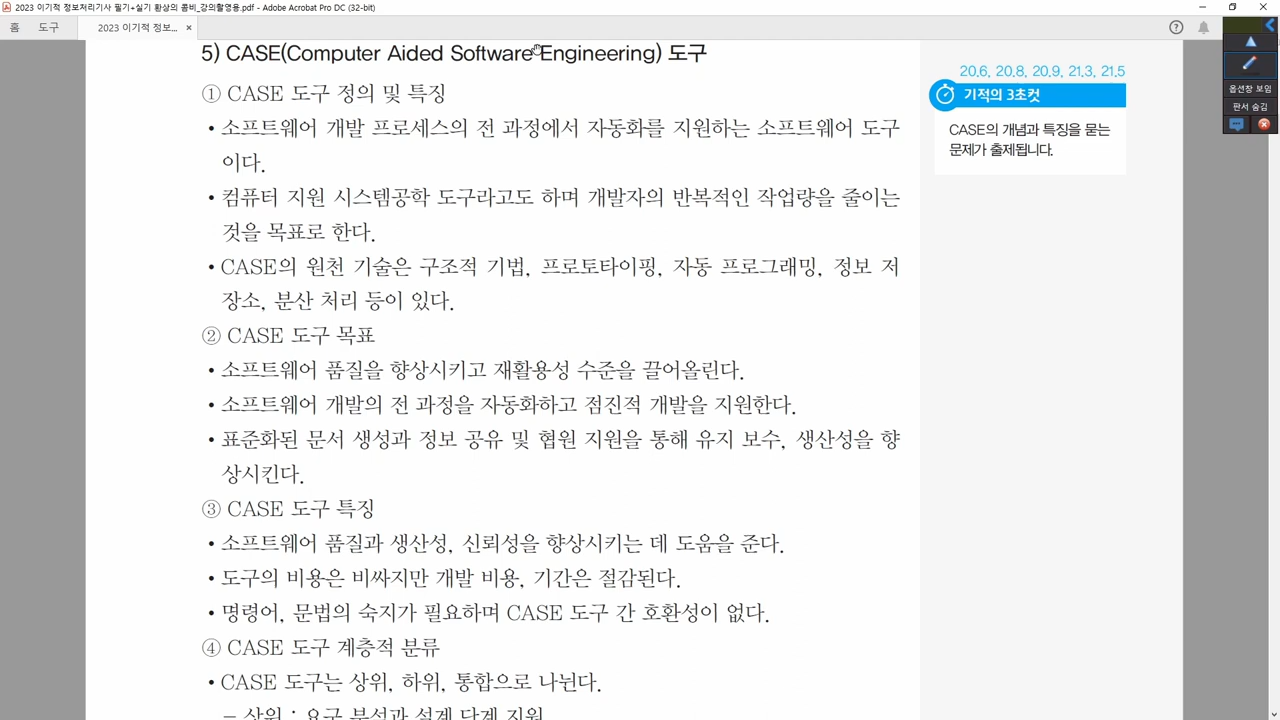 2023 이기적 정보처리기사 필기+실기 환상의 콤비_강의촬영용.pdf - Adobe Acrobat Pro DC (32-bit)
홈 도구 2023 이기적 정보...
5) CASE(Computer Aided Software Engineering) 도구
① CASE 도구 정의 및 특징
• 소프트웨어 개발 프로세스의 전 과정에서 자동화를 지원하는 소프트웨어 도구
이다.
• 컴퓨터 지원 시스템공학 도구라고도 하며 개발자의 반복적인 작업량을 줄이는
것을 목표로 한다.
• CASE의 원천 기술은 구조적 기법, 프로토타이핑, 자동 프로그래밍, 정보 저
장소, 분산 처리 등이 있다.
② CASE 도구 목표
• 소프트웨어 품질을 향상시키고 재활용성 수준을 끌어올린다.
• 소프트웨어 개발의 전 과정을 자동화하고 점진적 개발을 지원한다.
• 표준화된 문서 생성과 정보 공유 및 협원 지원을 통해 유지 보수, 생산성을 향
상시킨다.
③ CASE 도구 특징
• 소프트웨어 품질과 생산성, 신뢰성을 향상시키는 데 도움을 준다.
• 도구의 비용은 비싸지만 개발 비용, 기간은 절감된다.
• 명령어, 문법의 숙지가 필요하며 CASE 도구 간 호환성이 없다.
④ CASE 도구 계층적 분류
• CASE 도구는 상위, 하위, 통합으로 나뉜다.
– 상위 : 요구 분석과 설계 단계 지원
20.6, 20.8, 20.9, 21.3, 21.5
기적의 3초컷
CASE의 개념과 특징을 묻는
문제가 출제됩니다.
옵션창 보임
판서 숨김